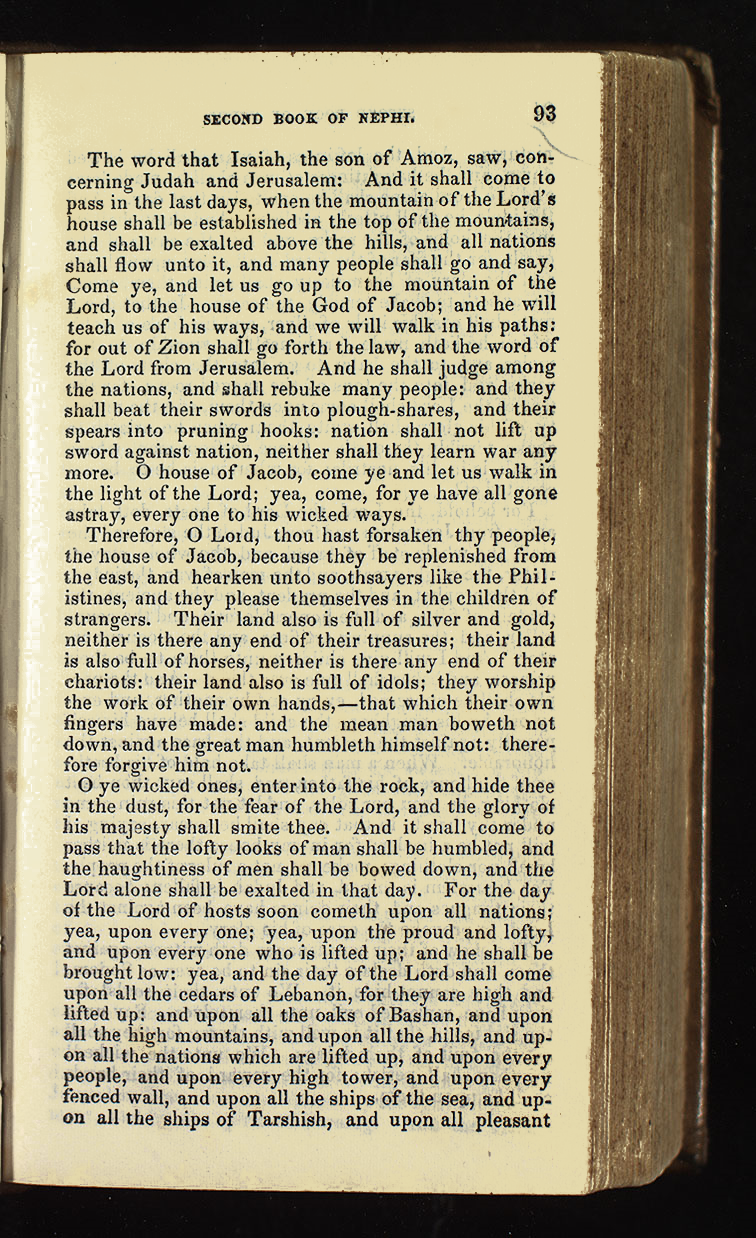 SECOND BOOK OF NEPHI. 93
The word that Isaiah, the son of Amoz, saw, con-
cerning Judah and Jerusalem: And it shall come to
pass in the last days, when the mountain of the Lord's
house shall be established in the top of the mountains,
and shall be exalted above the hills, and all nations
shall flow unto it, and many people shall go and say,
Come ye, and let us go up to the mountain of the
Lord, to the house of the God of Jacob; and he will
teach us of his ways, and we will walk in his paths:
for out of Zion shall go forth the law, and the word of
the Lord from Jerusalem. And he shall judge among
the nations, and shall rebuke many people: and they
shall beat their swords into plough-shares, and their
spears into pruning hooks: nation shall not lift up
sword against nation, neither shall they learn war any
more. O house of Jacob, come ye and let us walk in
the light of the Lord; yea, come, for ye have all gone
astray, every one to his wicked ways.
Therefore, O Lord, thou hast forsaken thy people,
the house of Jacob, because they be replenished from
the east, and hearken unto soothsayers like the Phil-
istines, and they please themselves in the children of
strangers. Their land also is full of silver and gold,
neither is there any end of their treasures; their land
is also full of horses, neither is there any end of their
chariots: their land also is full of idols; they worship
the work of their own hands,—that which their own
fingers have made: and the mean man boweth not
down, and the great man humbleth himself not: there-
fore forgive him not.
O ye wicked ones, enter into the rock, and hide thee
in the dust, for the fear of the Lord, and the glory of
his majesty shall smite thee. And it shall come to
pass that the lofty looks of man shall be humbled, and
the haughtiness of men shall be bowed down, and the
Lord alone shall be exalted in that day. For the day
of the Lord of hosts soon cometh upon all nations;
yea, upon every one; yea, upon the proud and lofty,
and upon every one who is lifted up; and he shall be
brought low: yea, and the day of the Lord shall come
upon all the cedars of Lebanon, for they are high and
lifted up: and upon all the oaks of Bashan, and upon
all the high mountains, and upon all the hills, and up-
on all the nations which are lifted up, and upon every
people, and upon every high tower, and upon every
fenced wall, and upon all the ships of the sea, and up-
on all the ships of Tarshish, and upon all pleasant